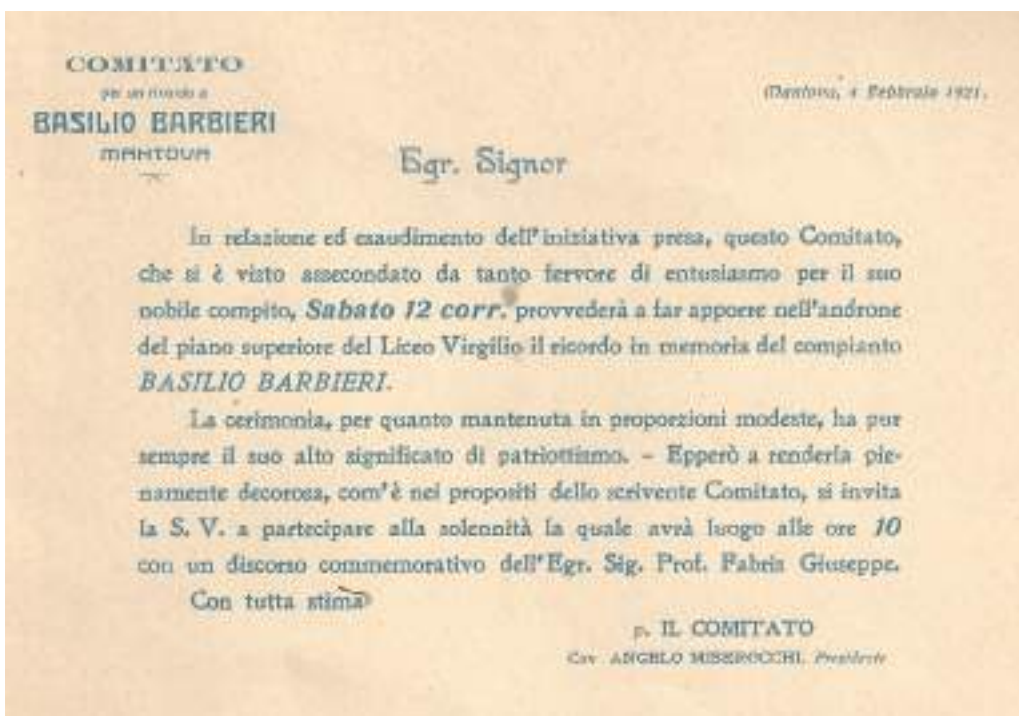 COMITATO
per un ricordo a
BASILIO BARBIERI
MANTOVA
Mantova, 4 Febbraio 1921.
Egr. Signor
In relazione ed esaudimento dell'iniziativa presa, questo Comitato,
che si è visto assecondato da tanto fervore di entusiasmo per il suo
nobile compito, Sabato 12 corr. provvederà a far apporre nell'androne
del piano superiore del Liceo Virgilio il ricordo in memoria del compianto
BASILIO BARBIERI.
La cerimonia, per quanto mantenuta in proporzioni modeste, ha pur
sempre il suo alto significato di patriottismo. - Epperò a renderla pie-
namente decorosa, com'è nei propositi dello scrivente Comitato, si invita
la S. V. a partecipare alla solennità la quale avrà luogo alle ore 10
con un discorso commemorativo dell'Egr. Sig. Prof. Fabris Giuseppe.
Con tutta stima
p. IL COMITATO
Cav. ANGELO MISEROCCHI, Presidente